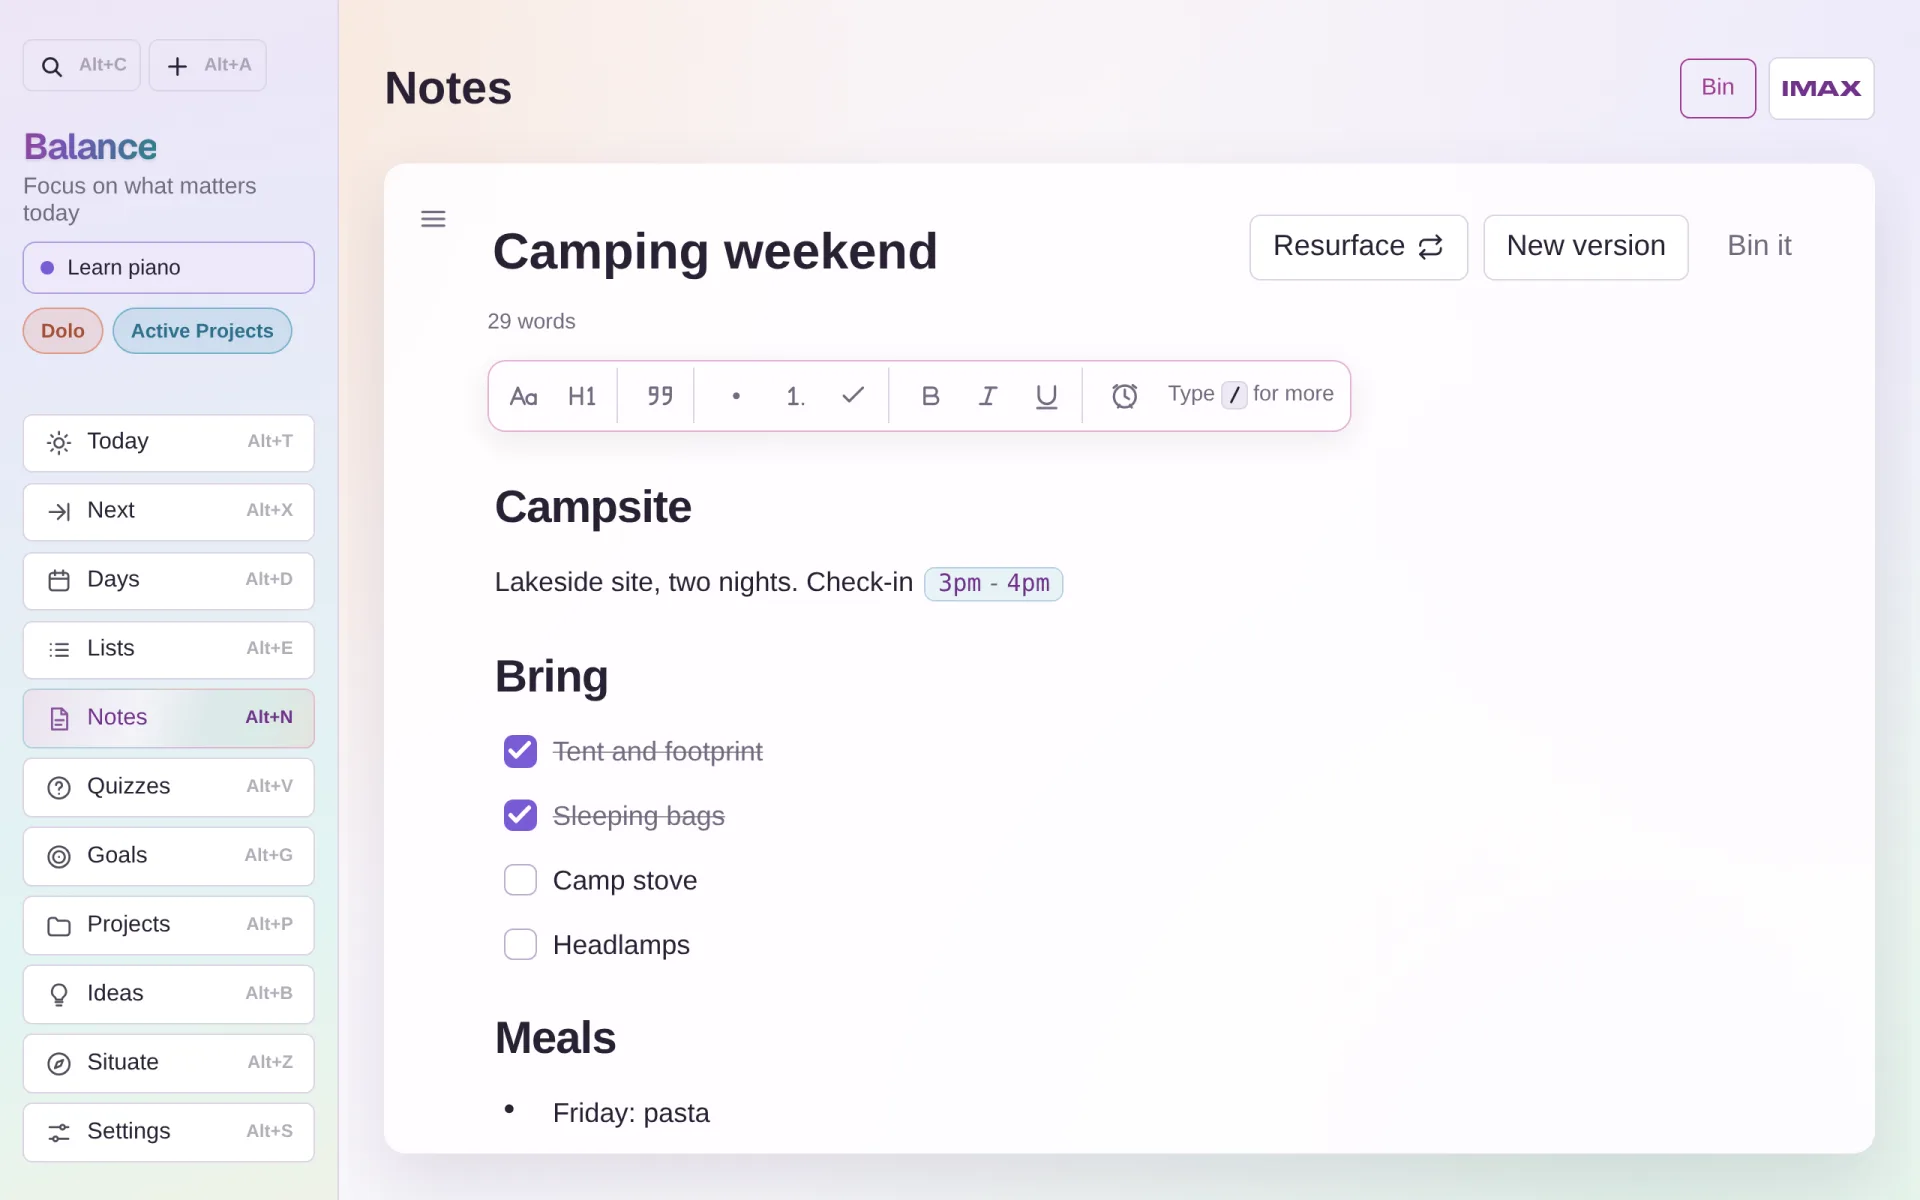 Alt+C
Alt+A
Balance
Focus on what matters
today
Learn piano
Dolo
Active Projects
Today Alt+T
Next Alt+X
Days Alt+D
Lists Alt+E
Notes Alt+N
Quizzes Alt+V
Goals Alt+G
Projects Alt+P
Ideas Alt+B
Situate Alt+Z
Settings Alt+S
Notes
Bin
IMAX
Camping weekend
Resurface
New version
Bin it
29 words
Aa H1 1. B I U Type / for more
Campsite
Lakeside site, two nights. Check-in 3pm - 4pm
Bring
Tent and footprint
Sleeping bags
Camp stove
Headlamps
Meals
• Friday: pasta